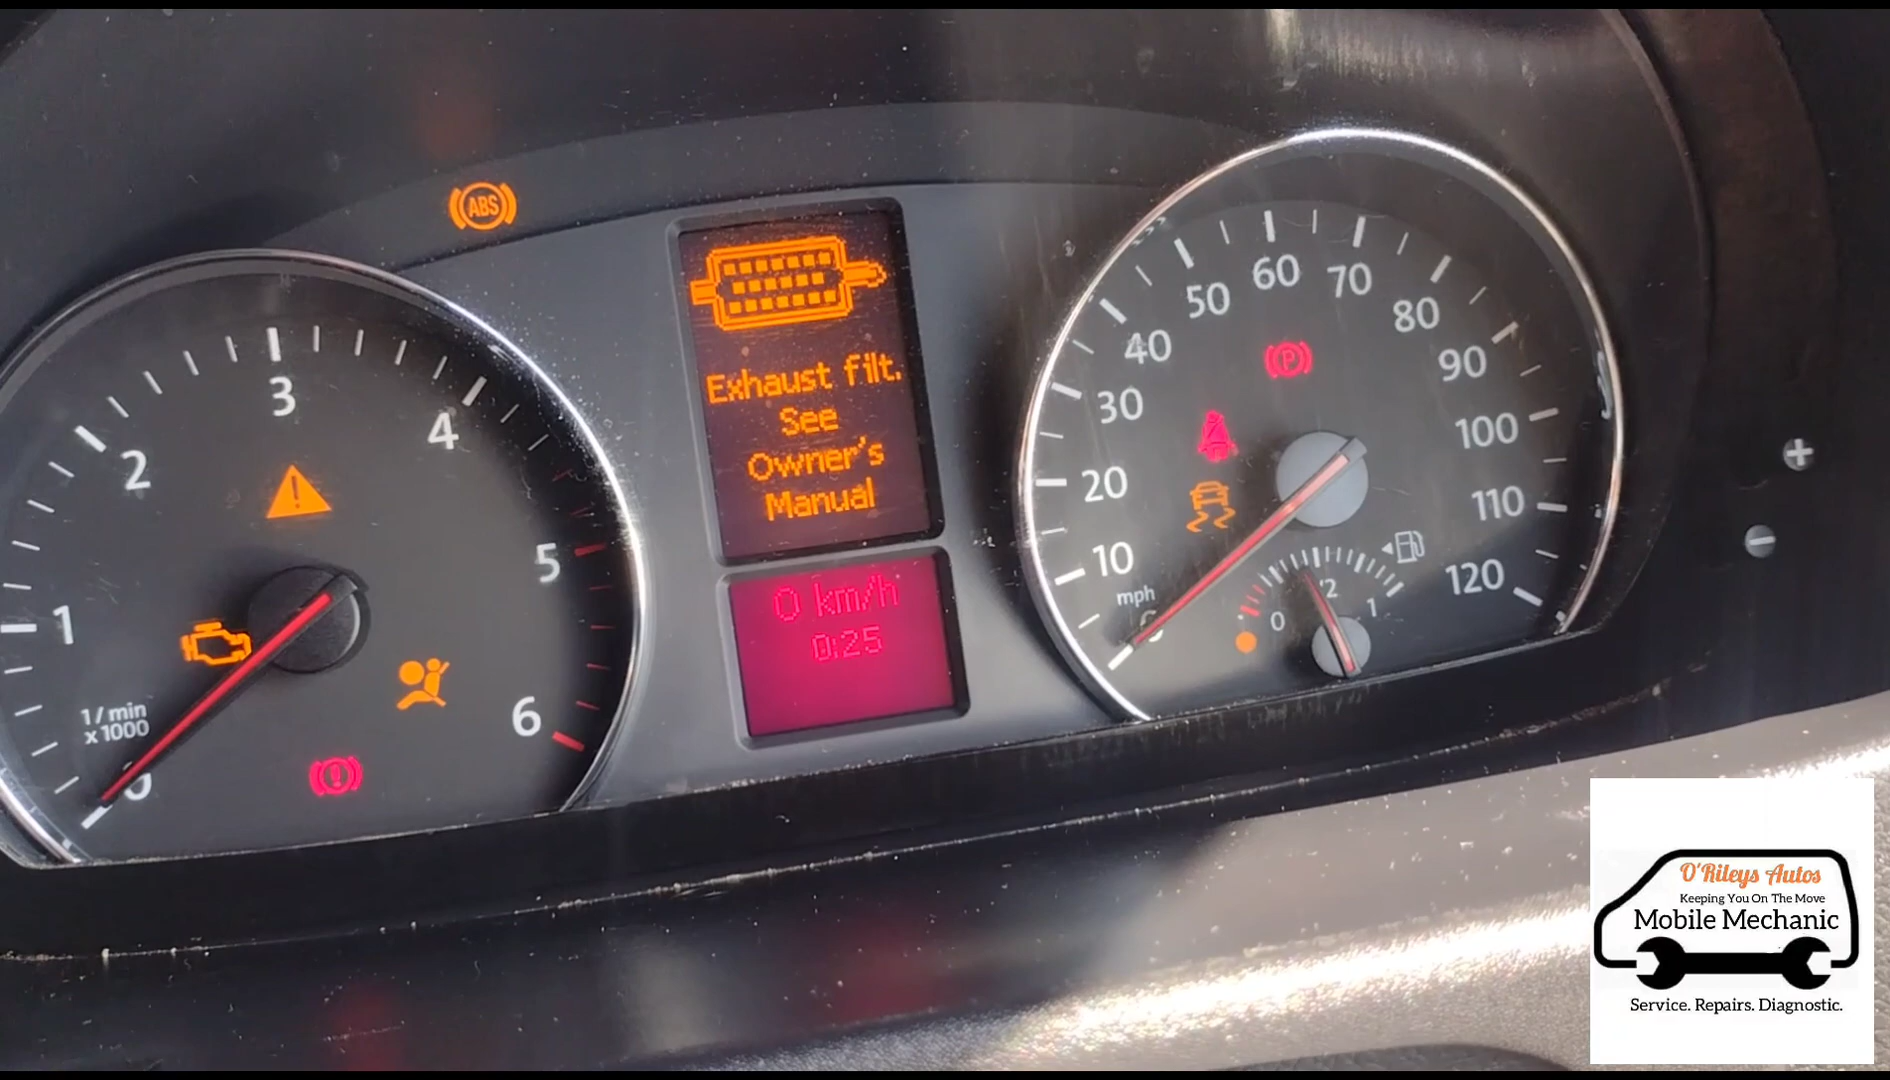 ABS
Exhaust filt.
See
Owner's
Manual
0 km/h
0:25
0
1
2
3
4
5
6
1/min
x1000
10
20
30
40
50
60
70
80
90
100
110
120
mph
P
0
1/2
1
+
-
O'Rileys Autos
Keeping You On The Move
Mobile Mechanic
Service. Repairs. Diagnostic.